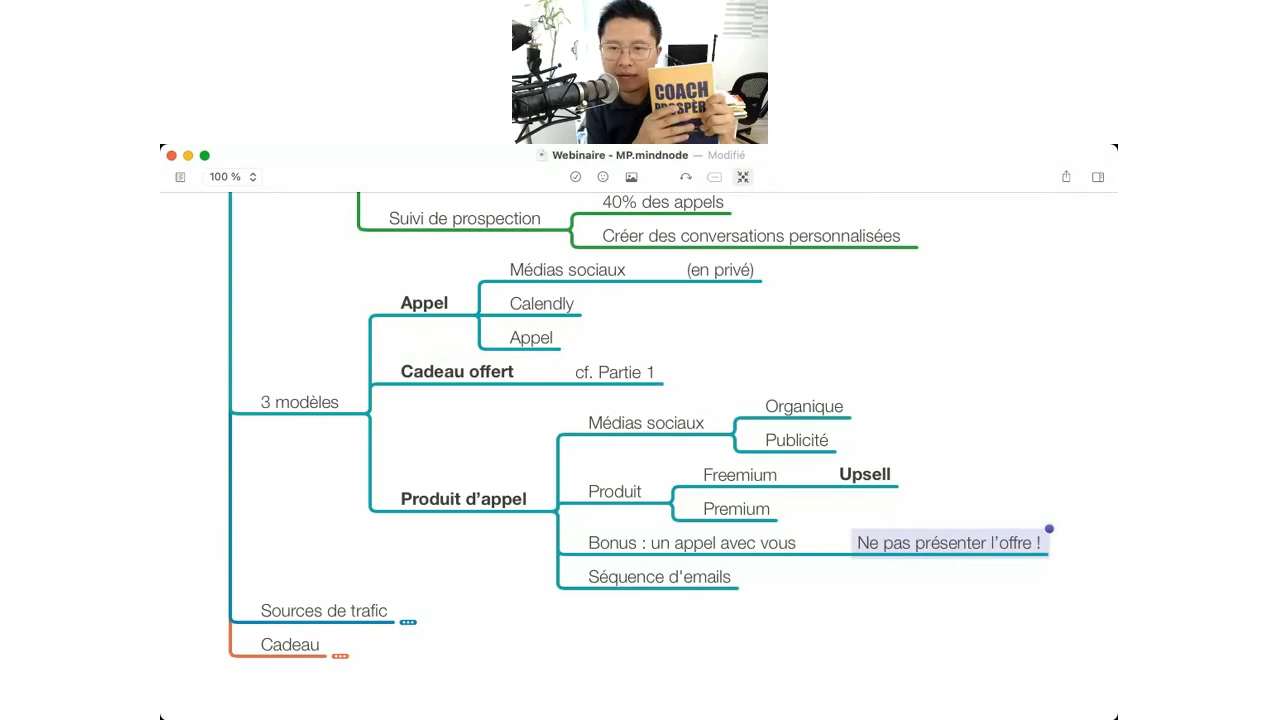 COACH
PROSPÈR
Webinaire - MP.mindnode — Modifié
100 %
40% des appels
Suivi de prospection
Créer des conversations personnalisées
Médias sociaux (en privé)
Appel
Calendly
Appel
Cadeau offert cf. Partie 1
3 modèles
Organique
Médias sociaux
Publicité
Freemium Upsell
Produit
Produit d’appel
Premium
Bonus : un appel avec vous Ne pas présenter l’offre !
Séquence d'emails
Sources de trafic
Cadeau